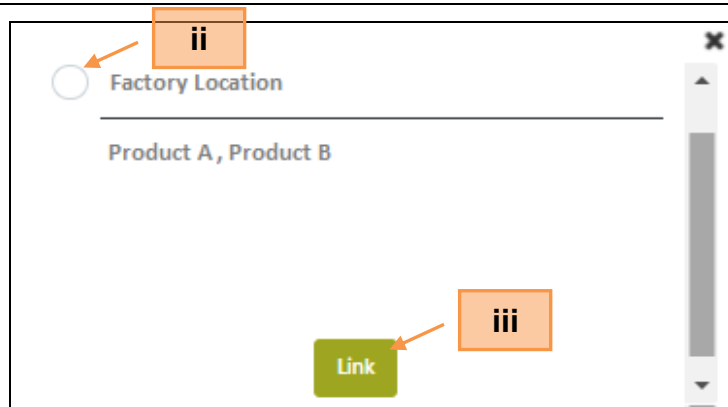 ii
Factory Location
Product A , Product B
iii
Link